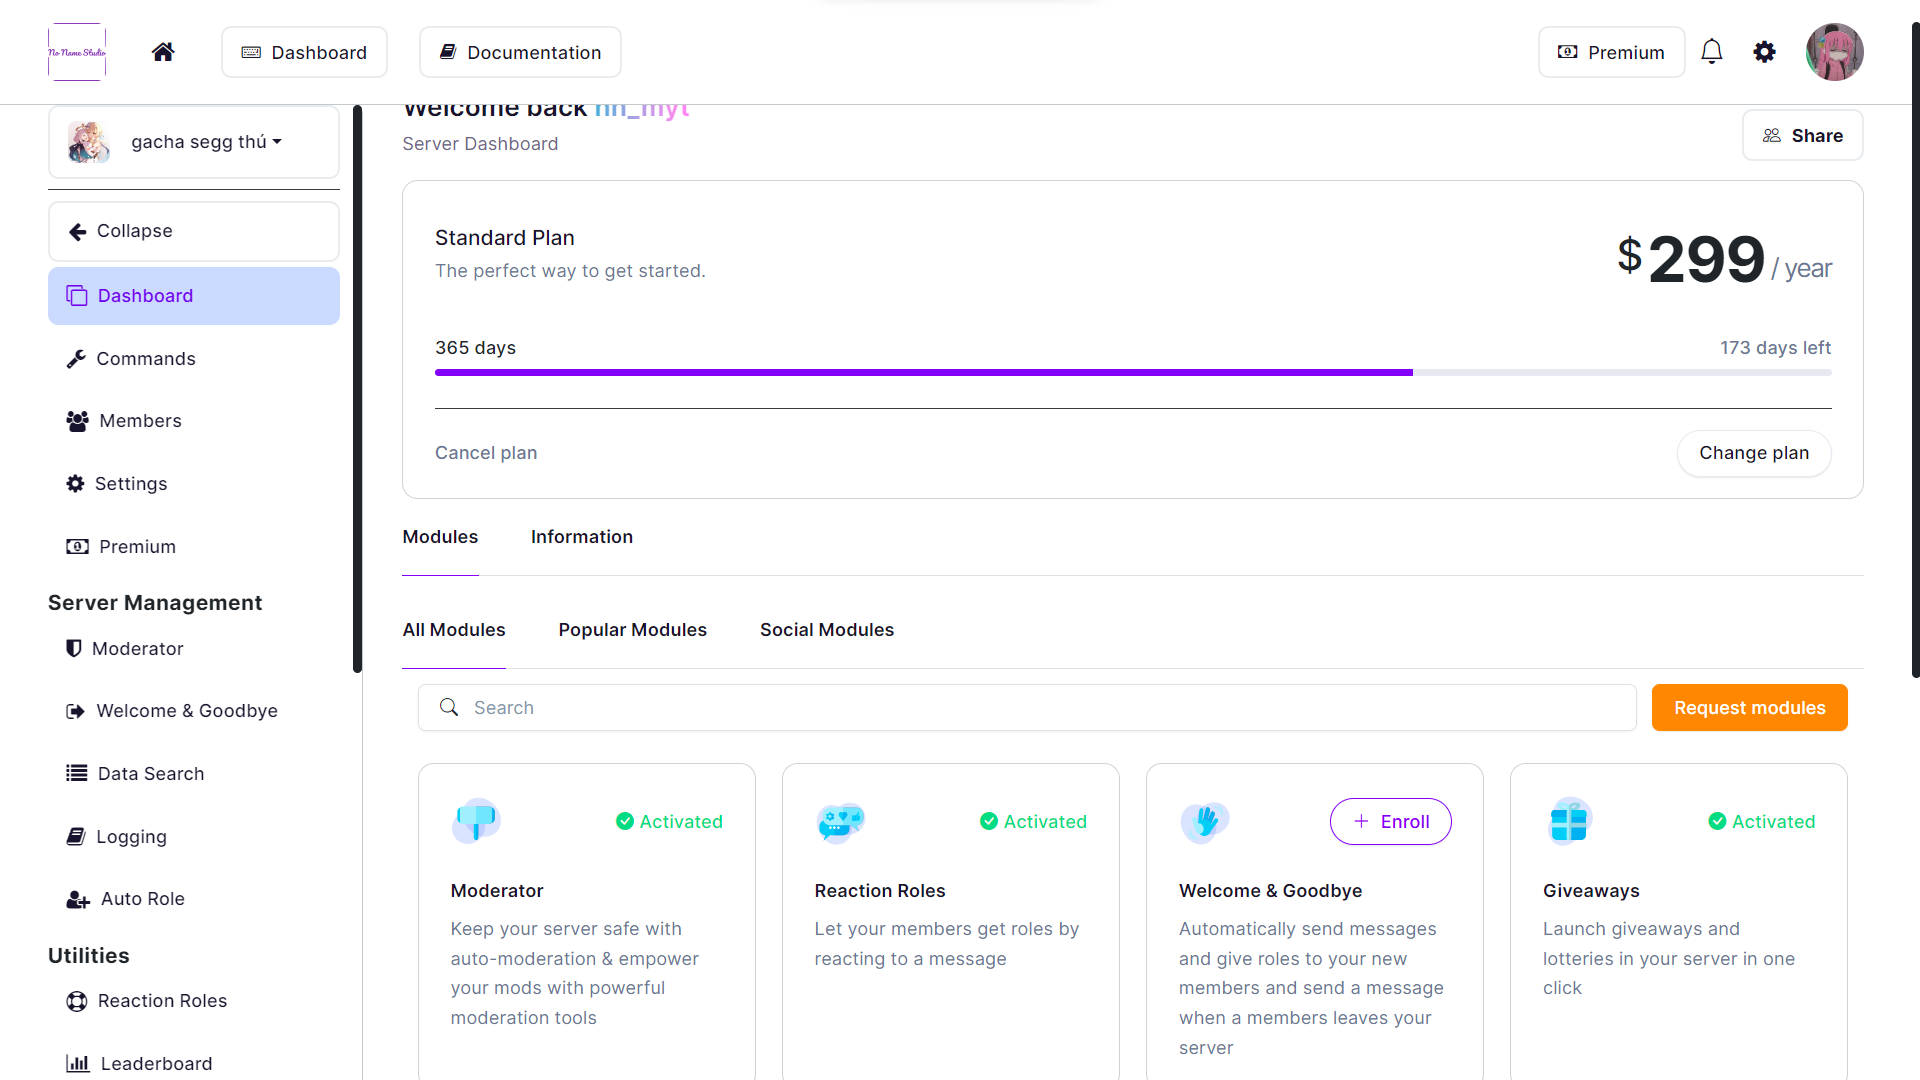 No Name Studio
Dashboard
Documentation
Premium
gacha segg thú
Collapse
Dashboard
Commands
Members
Settings
Premium
Server Management
Moderator
Welcome & Goodbye
Data Search
Logging
Auto Role
Utilities
Reaction Roles
Leaderboard
Welcome back nh_myt
Server Dashboard
Share
Standard Plan
The perfect way to get started.
$299 / year
365 days
173 days left
Cancel plan
Change plan
Modules
Information
All Modules
Popular Modules
Social Modules
Search
Request modules
Activated
Moderator
Keep your server safe with
auto-moderation & empower
your mods with powerful
moderation tools
Activated
Reaction Roles
Let your members get roles by
reacting to a message
Enroll
Welcome & Goodbye
Automatically send messages
and give roles to your new
members and send a message
when a members leaves your
server
Activated
Giveaways
Launch giveaways and
lotteries in your server in one
click